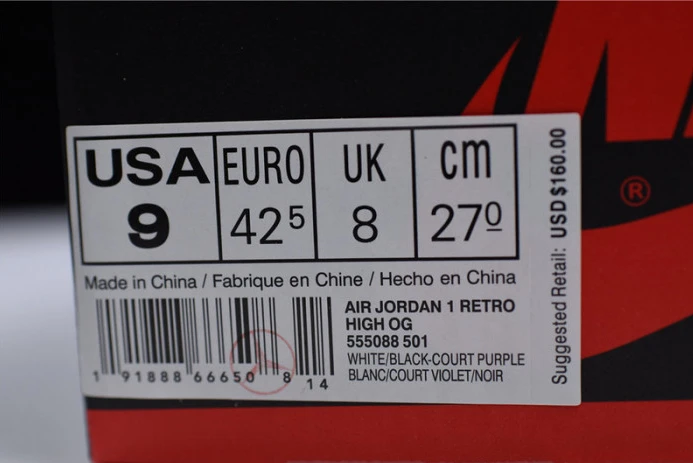 USA EURO UK cm
9 42⁵ 8 27⁰
Made in China / Fabrique en Chine / Hecho en China
AIR JORDAN 1 RETRO
HIGH OG
555088 501
WHITE/BLACK-COURT PURPLE
BLANC/COURT VIOLET/NOIR
1 91888 66650 8 14
Suggested Retail: USD $160.00
®